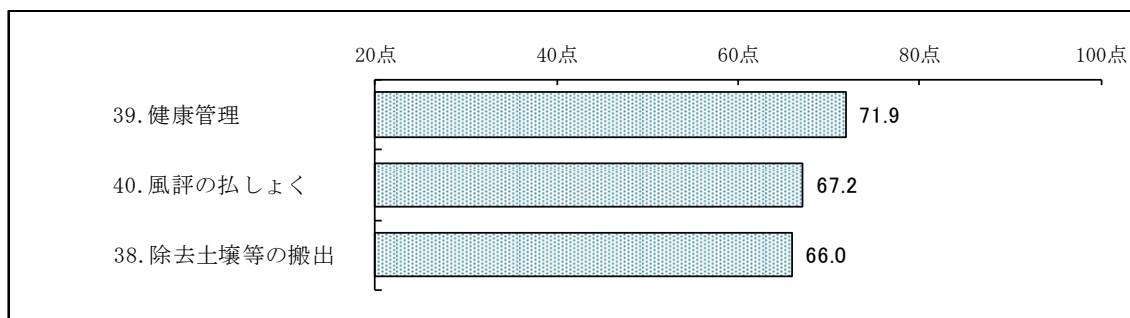 20点 40点 60点 80点 100点
39.健康管理 71.9
40.風評の払しょく 67.2
38.除去土壌等の搬出 66.0